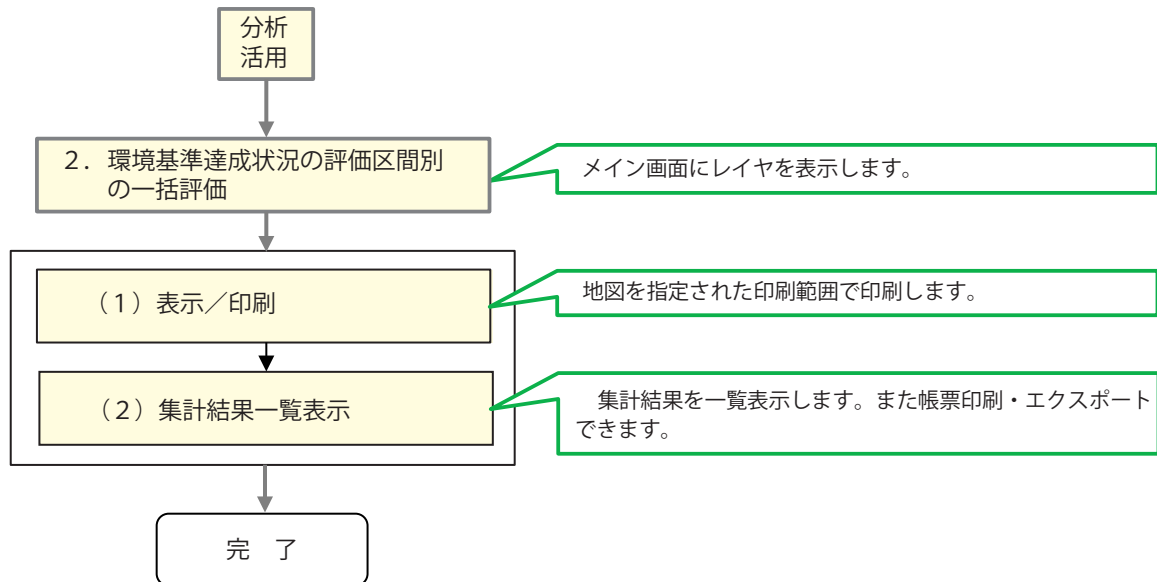 分析
活用
２．環境基準達成状況の評価区間別
の一括評価
メイン画面にレイヤを表示します。
（１）表示／印刷
地図を指定された印刷範囲で印刷します。
（２）集計結果一覧表示
集計結果を一覧表示します。また帳票印刷・エクスポート
できます。
完　了